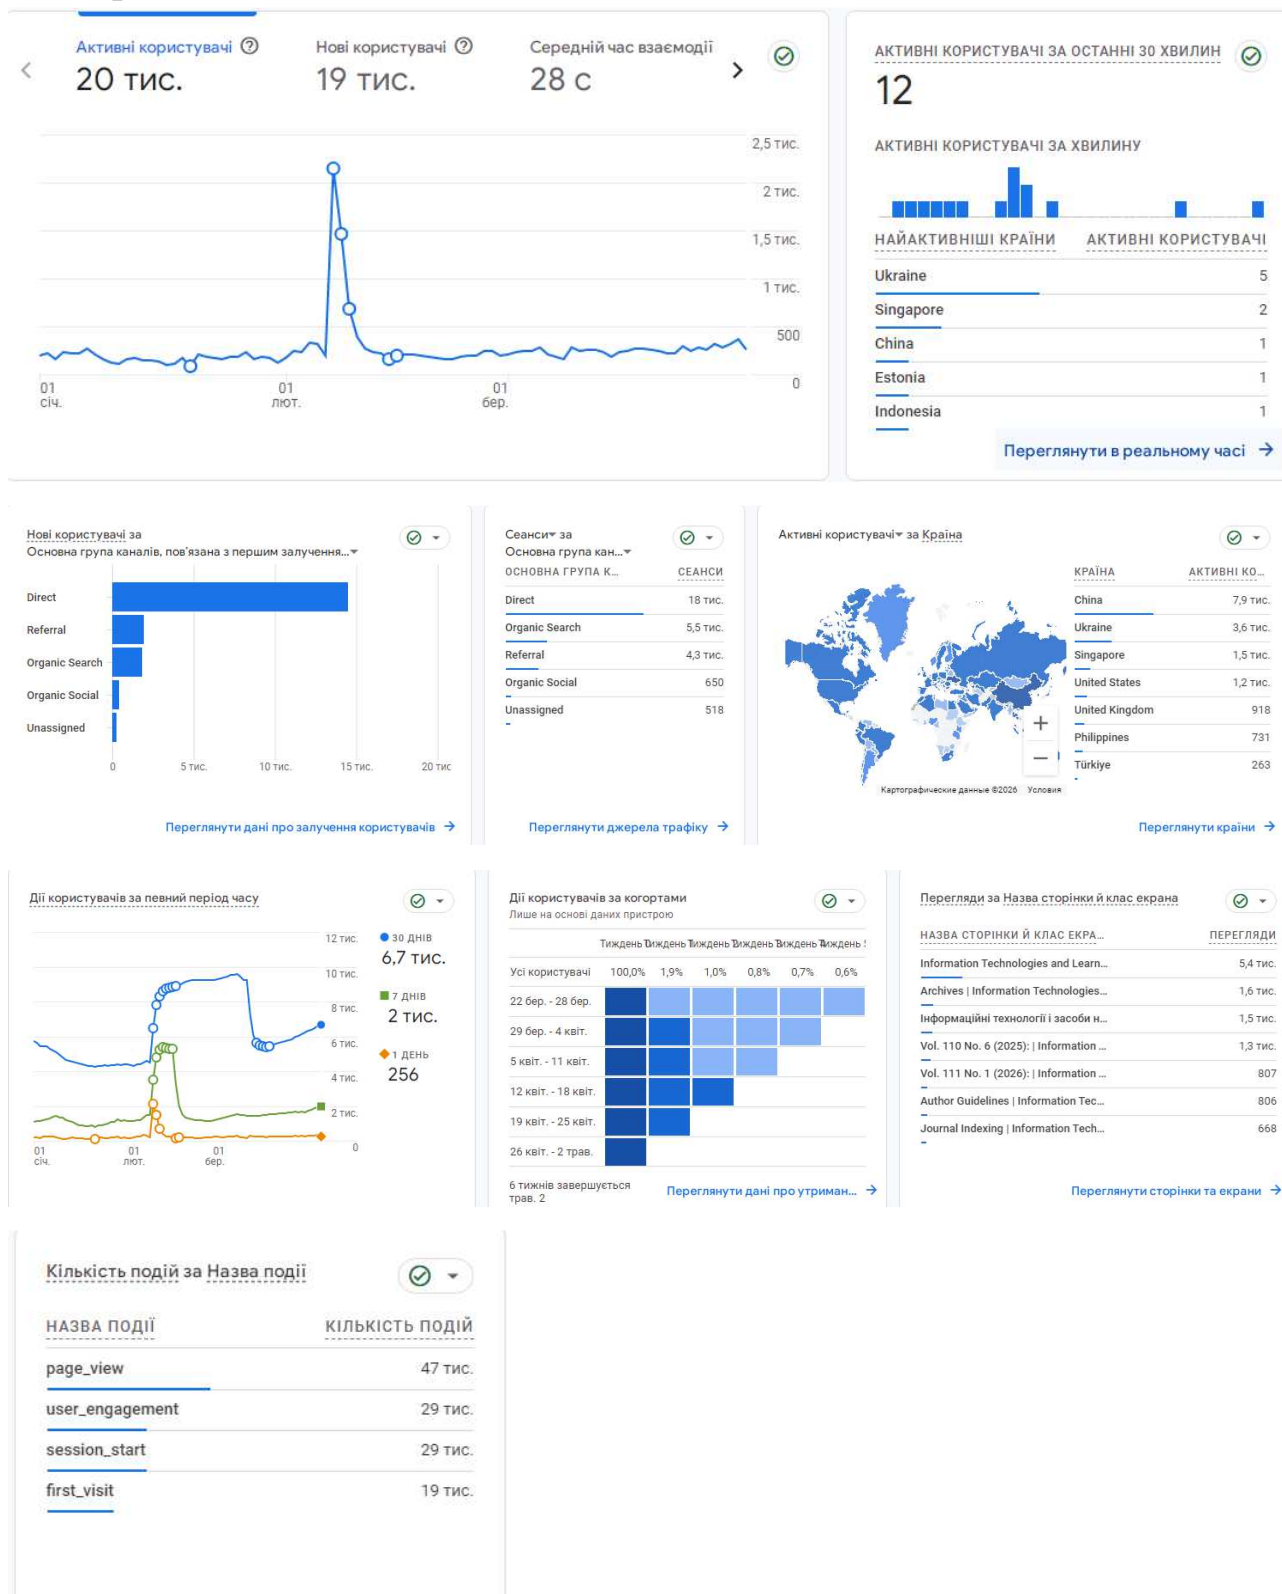 Активні користувачі
20 тис.
Нові користувачі
19 тис.
Середній час взаємодії
28 с
2,5 тис.
2 тис.
1,5 тис.
1 тис.
500
0
01
січ.
01
лют.
01
бер.
АКТИВНІ КОРИСТУВАЧІ ЗА ОСТАННІ 30 ХВИЛИН
12
АКТИВНІ КОРИСТУВАЧІ ЗА ХВИЛИНУ
НАЙАКТИВНІШІ КРАЇНИ АКТИВНІ КОРИСТУВАЧІ
Ukraine 5
Singapore 2
China 1
Estonia 1
Indonesia 1
Переглянути в реальному часі
Нові користувачі за
Основна група каналів, пов'язана з першим залучення...
Direct
Referral
Organic Search
Organic Social
Unassigned
0 5 тис. 10 тис. 15 тис. 20 тис
Переглянути дані про залучення користувачів
Сеанси за
Основна група кан...
ОСНОВНА ГРУПА К... СЕАНСИ
Direct 18 тис.
Organic Search 5,5 тис.
Referral 4,3 тис.
Organic Social 650
Unassigned 518
Переглянути джерела трафіку
Активні користувачі за Країна
КРАЇНА АКТИВНІ КО...
China 7,9 тис.
Ukraine 3,6 тис.
Singapore 1,5 тис.
United States 1,2 тис.
United Kingdom 918
Philippines 731
Türkiye 263
Картографические данные ©2026 Условия
Переглянути країни
Дії користувачів за певний період часу
12 тис.
10 тис.
8 тис.
6 тис.
4 тис.
2 тис.
0
01
січ.
01
лют.
01
бер.
30 ДНІВ
6,7 тис.
7 ДНІВ
2 тис.
1 ДЕНЬ
256
Дії користувачів за когортами
Лише на основі даних пристрою
Тиждень Тиждень Тиждень Тиждень Тиждень Тиждень
Усі користувачі 100,0% 1,9% 1,0% 0,8% 0,7% 0,6%
22 бер. - 28 бер.
29 бер. - 4 квіт.
5 квіт. - 11 квіт.
12 квіт. - 18 квіт.
19 квіт. - 25 квіт.
26 квіт. - 2 трав.
6 тижнів завершується
трав. 2
Переглянути дані про утриман...
Перегляди за Назва сторінки й клас екрана
НАЗВА СТОРІНКИ Й КЛАС ЕКРА... ПЕРЕГЛЯДИ
Information Technologies and Learn... 5,4 тис.
Archives | Information Technologies... 1,6 тис.
Інформаційні технології і засоби н... 1,5 тис.
Vol. 110 No. 6 (2025): | Information ... 1,3 тис.
Vol. 111 No. 1 (2026): | Information ... 807
Author Guidelines | Information Tec... 806
Journal Indexing | Information Tech... 668
Переглянути сторінки та екрани
Кількість подій за Назва події
НАЗВА ПОДІЇ КІЛЬКІСТЬ ПОДІЙ
page_view 47 тис.
user_engagement 29 тис.
session_start 29 тис.
first_visit 19 тис.